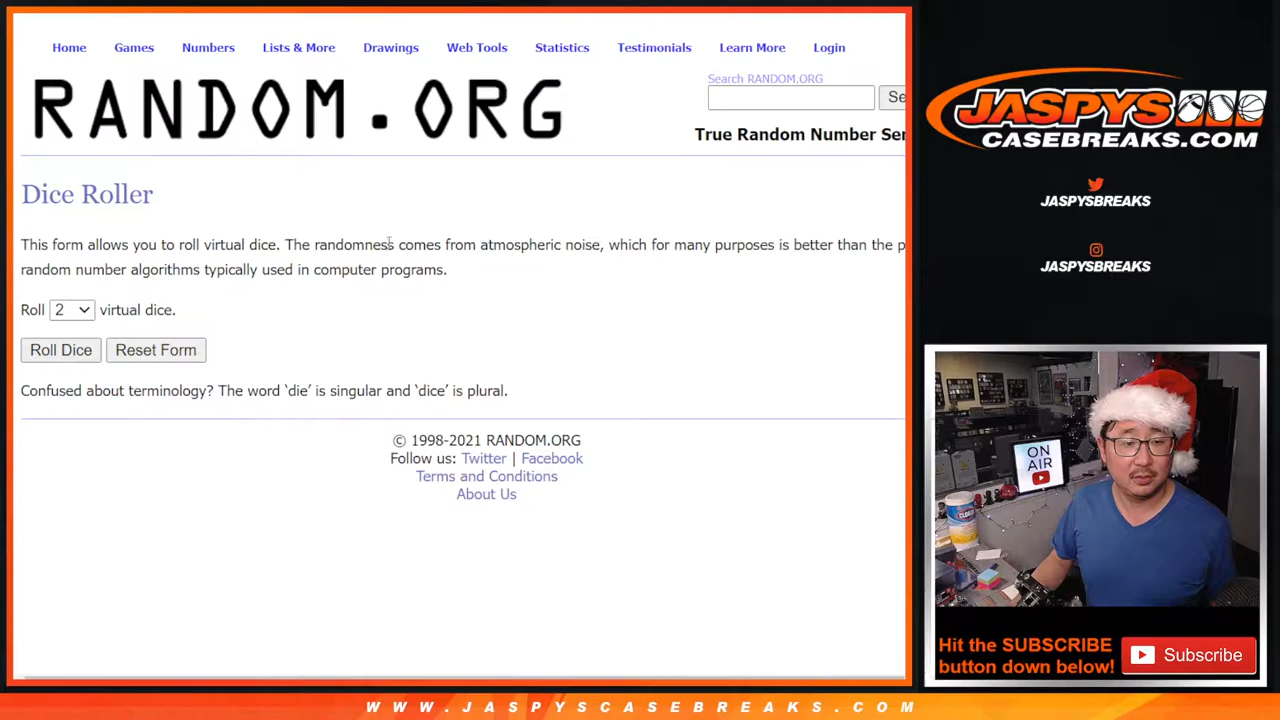 Home Games Numbers Lists & More Drawings Web Tools Statistics Testimonials Learn More Login
RANDOM.ORG
Search RANDOM.ORG
Se
True Random Number Ser
Dice Roller
This form allows you to roll virtual dice. The randomness comes from atmospheric noise, which for many purposes is better than the p
random number algorithms typically used in computer programs.
Roll 2 virtual dice.
Roll Dice Reset Form
Confused about terminology? The word ‘die’ is singular and ‘dice’ is plural.
© 1998-2021 RANDOM.ORG
Follow us: Twitter | Facebook
Terms and Conditions
About Us
JASPYS
CASEBREAKS.COM
JASPYSBREAKS
JASPYSBREAKS
ON
AIR
Hit the SUBSCRIBE
button down below!
Subscribe
WWW.JASPYSCASEBREAKS.COM